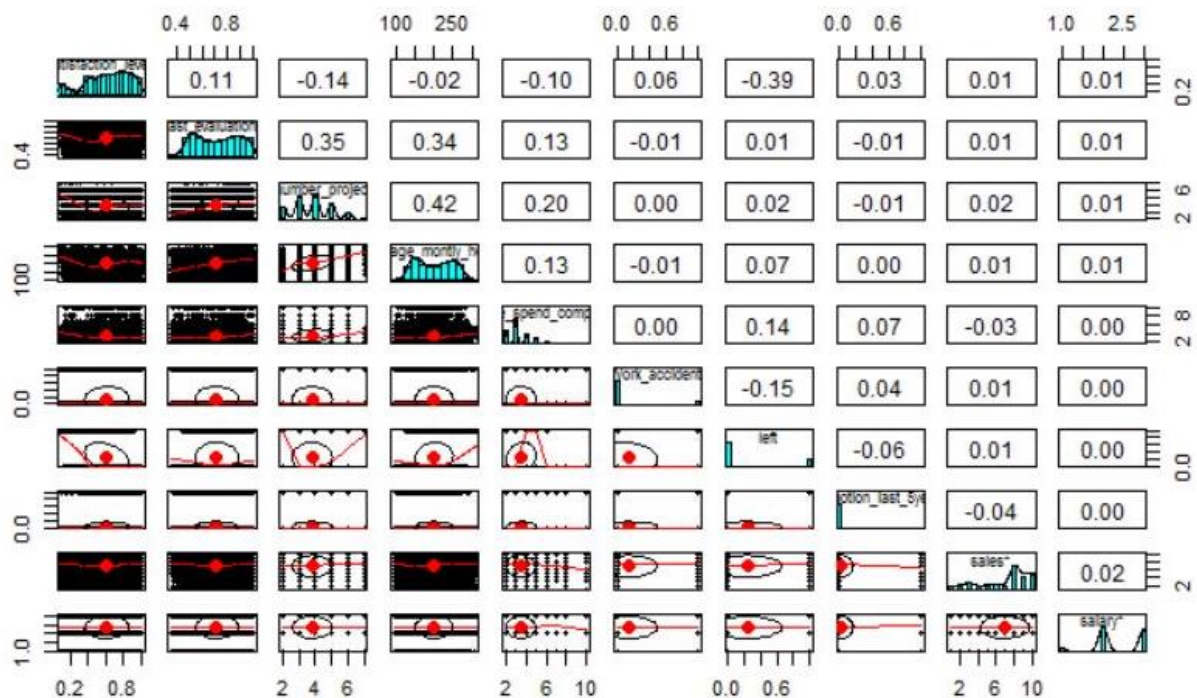 0.4 0.8 100 250 0.0 0.6 0.0 0.6 1.0 2.5
tisfaction_leve 0.11 -0.14 -0.02 -0.10 0.06 -0.39 0.03 0.01 0.01 0.2
0.4 ast_evaluation 0.35 0.34 0.13 -0.01 0.01 -0.01 0.01 0.01
umber_projec 0.42 0.20 0.00 0.02 -0.01 0.02 0.01 2 6
100 age_montly_h 0.13 -0.01 0.07 0.00 0.01 0.01
_spend_comp 0.00 0.14 0.07 -0.03 0.00 2 8
0.0 ork_accident -0.15 0.04 0.01 0.00
left -0.06 0.01 0.00 0.0
0.0 otion_last_5ye -0.04 0.00
sales* 0.02 2
1.0 salary*
0.2 0.8 2 4 6 2 6 10 0.0 0.6 2 6 10